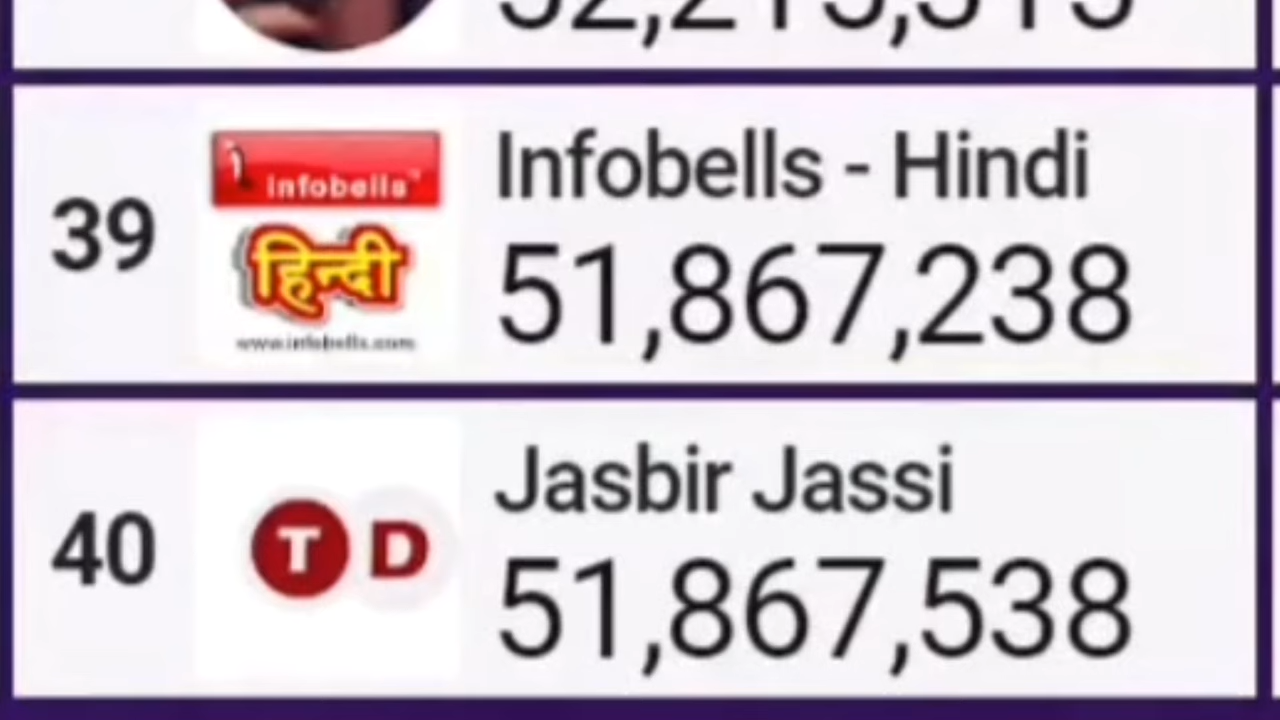 39
infobells
हिन्दी
www.infobells.com
Infobells - Hindi
51,867,238
40
T D
Jasbir Jassi
51,867,538